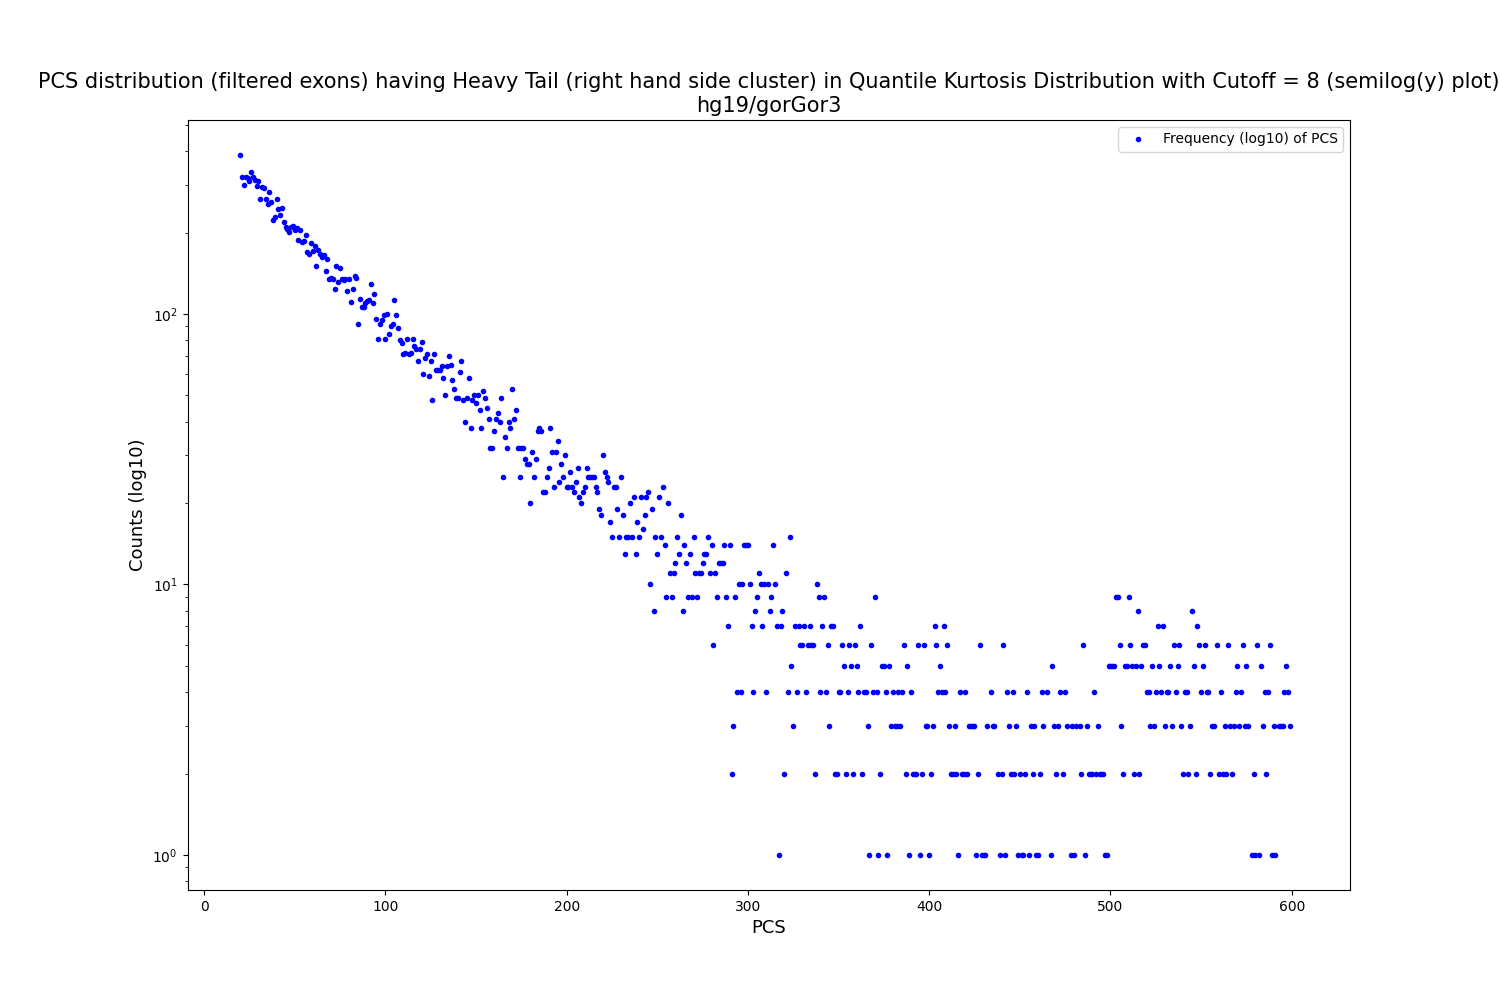 PCS distribution (filtered exons) having Heavy Tail (right hand side cluster) in Quantile Kurtosis Distribution with Cutoff = 8 (semilog(y) plot)
hg19/gorGor3
Frequency (log10) of PCS
Counts (log10)
10²
10¹
10⁰
0 100 200 300 400 500 600
PCS